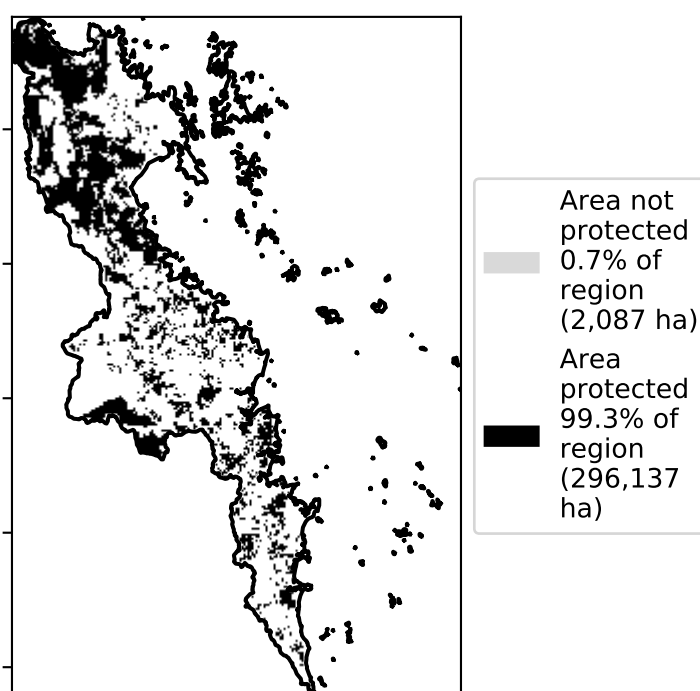 Area not
protected
0.7% of
region
(2,087 ha)
Area
protected
99.3% of
region
(296,137
ha)